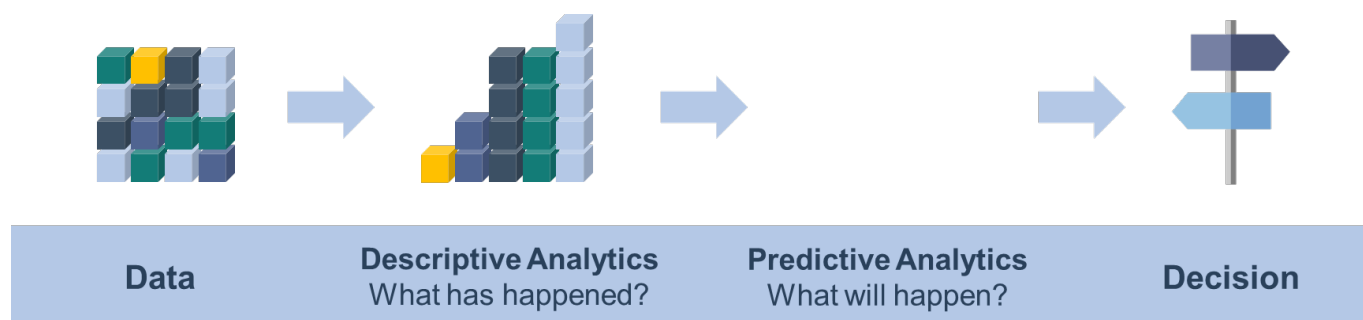 Data
Descriptive Analytics
What has happened?
Predictive Analytics
What will happen?
Decision